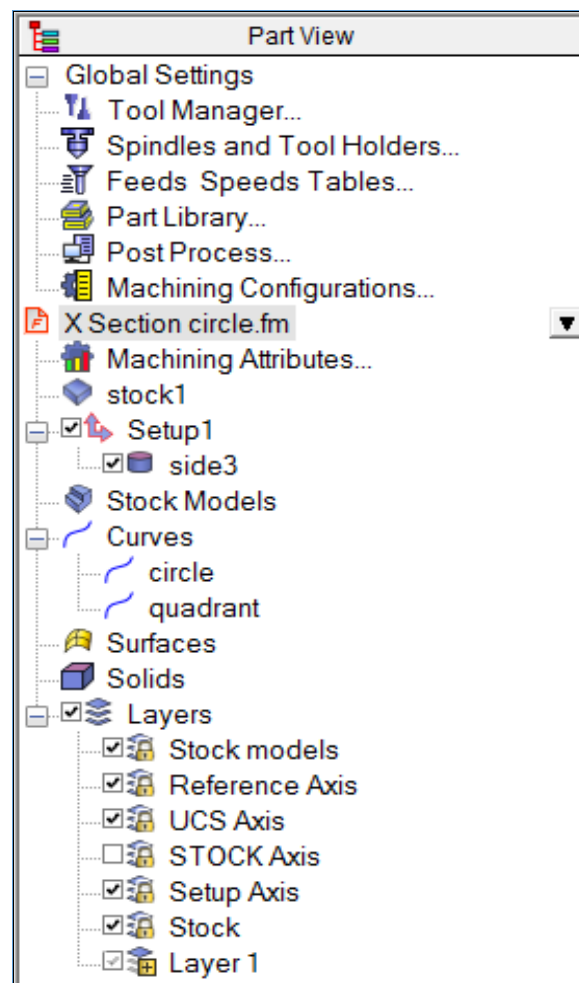 Part View
Global Settings
Tool Manager...
Spindles and Tool Holders...
Feeds Speeds Tables...
Part Library...
Post Process...
Machining Configurations...
X Section circle.fm
Machining Attributes...
stock1
Setup1
side3
Stock Models
Curves
circle
quadrant
Surfaces
Solids
Layers
Stock models
Reference Axis
UCS Axis
STOCK Axis
Setup Axis
Stock
Layer 1